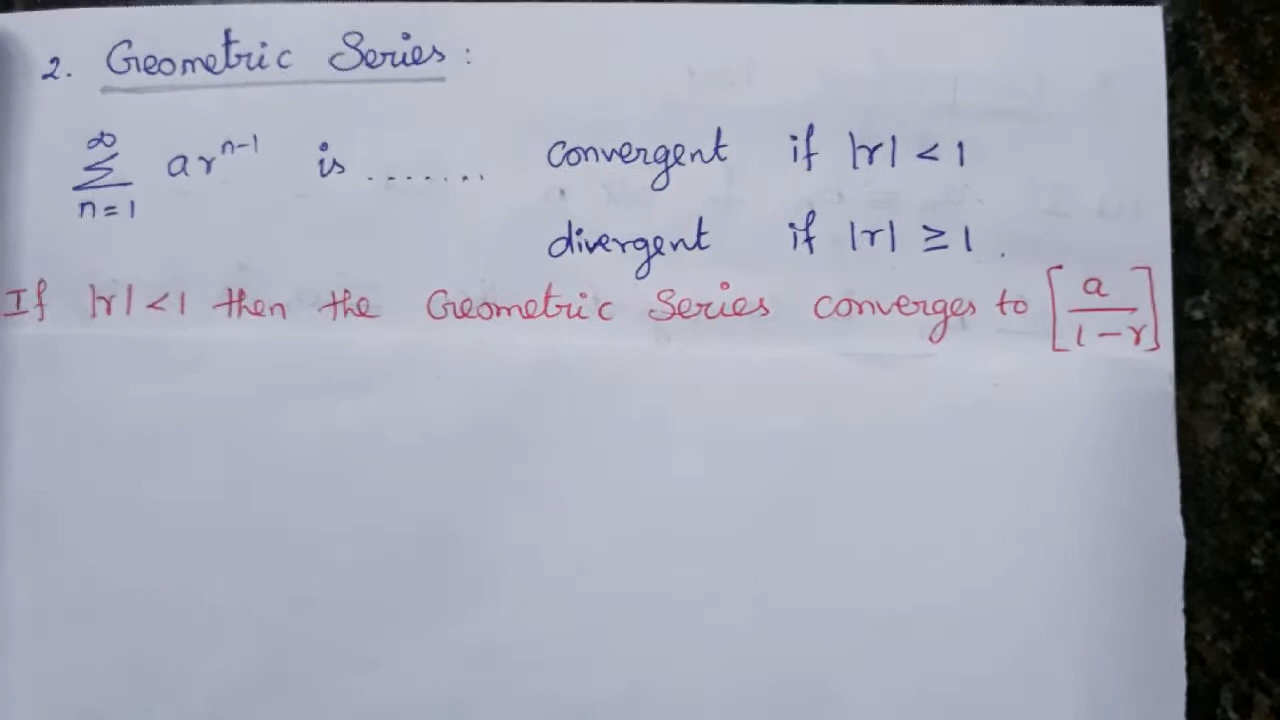 2. Geometric Series:
∞
∑ ar^{n-1} is ....... convergent if |r| < 1
n=1
divergent if |r| ≥ 1.
If |r| < 1 then the Geometric Series converges to [a/(1-r)]